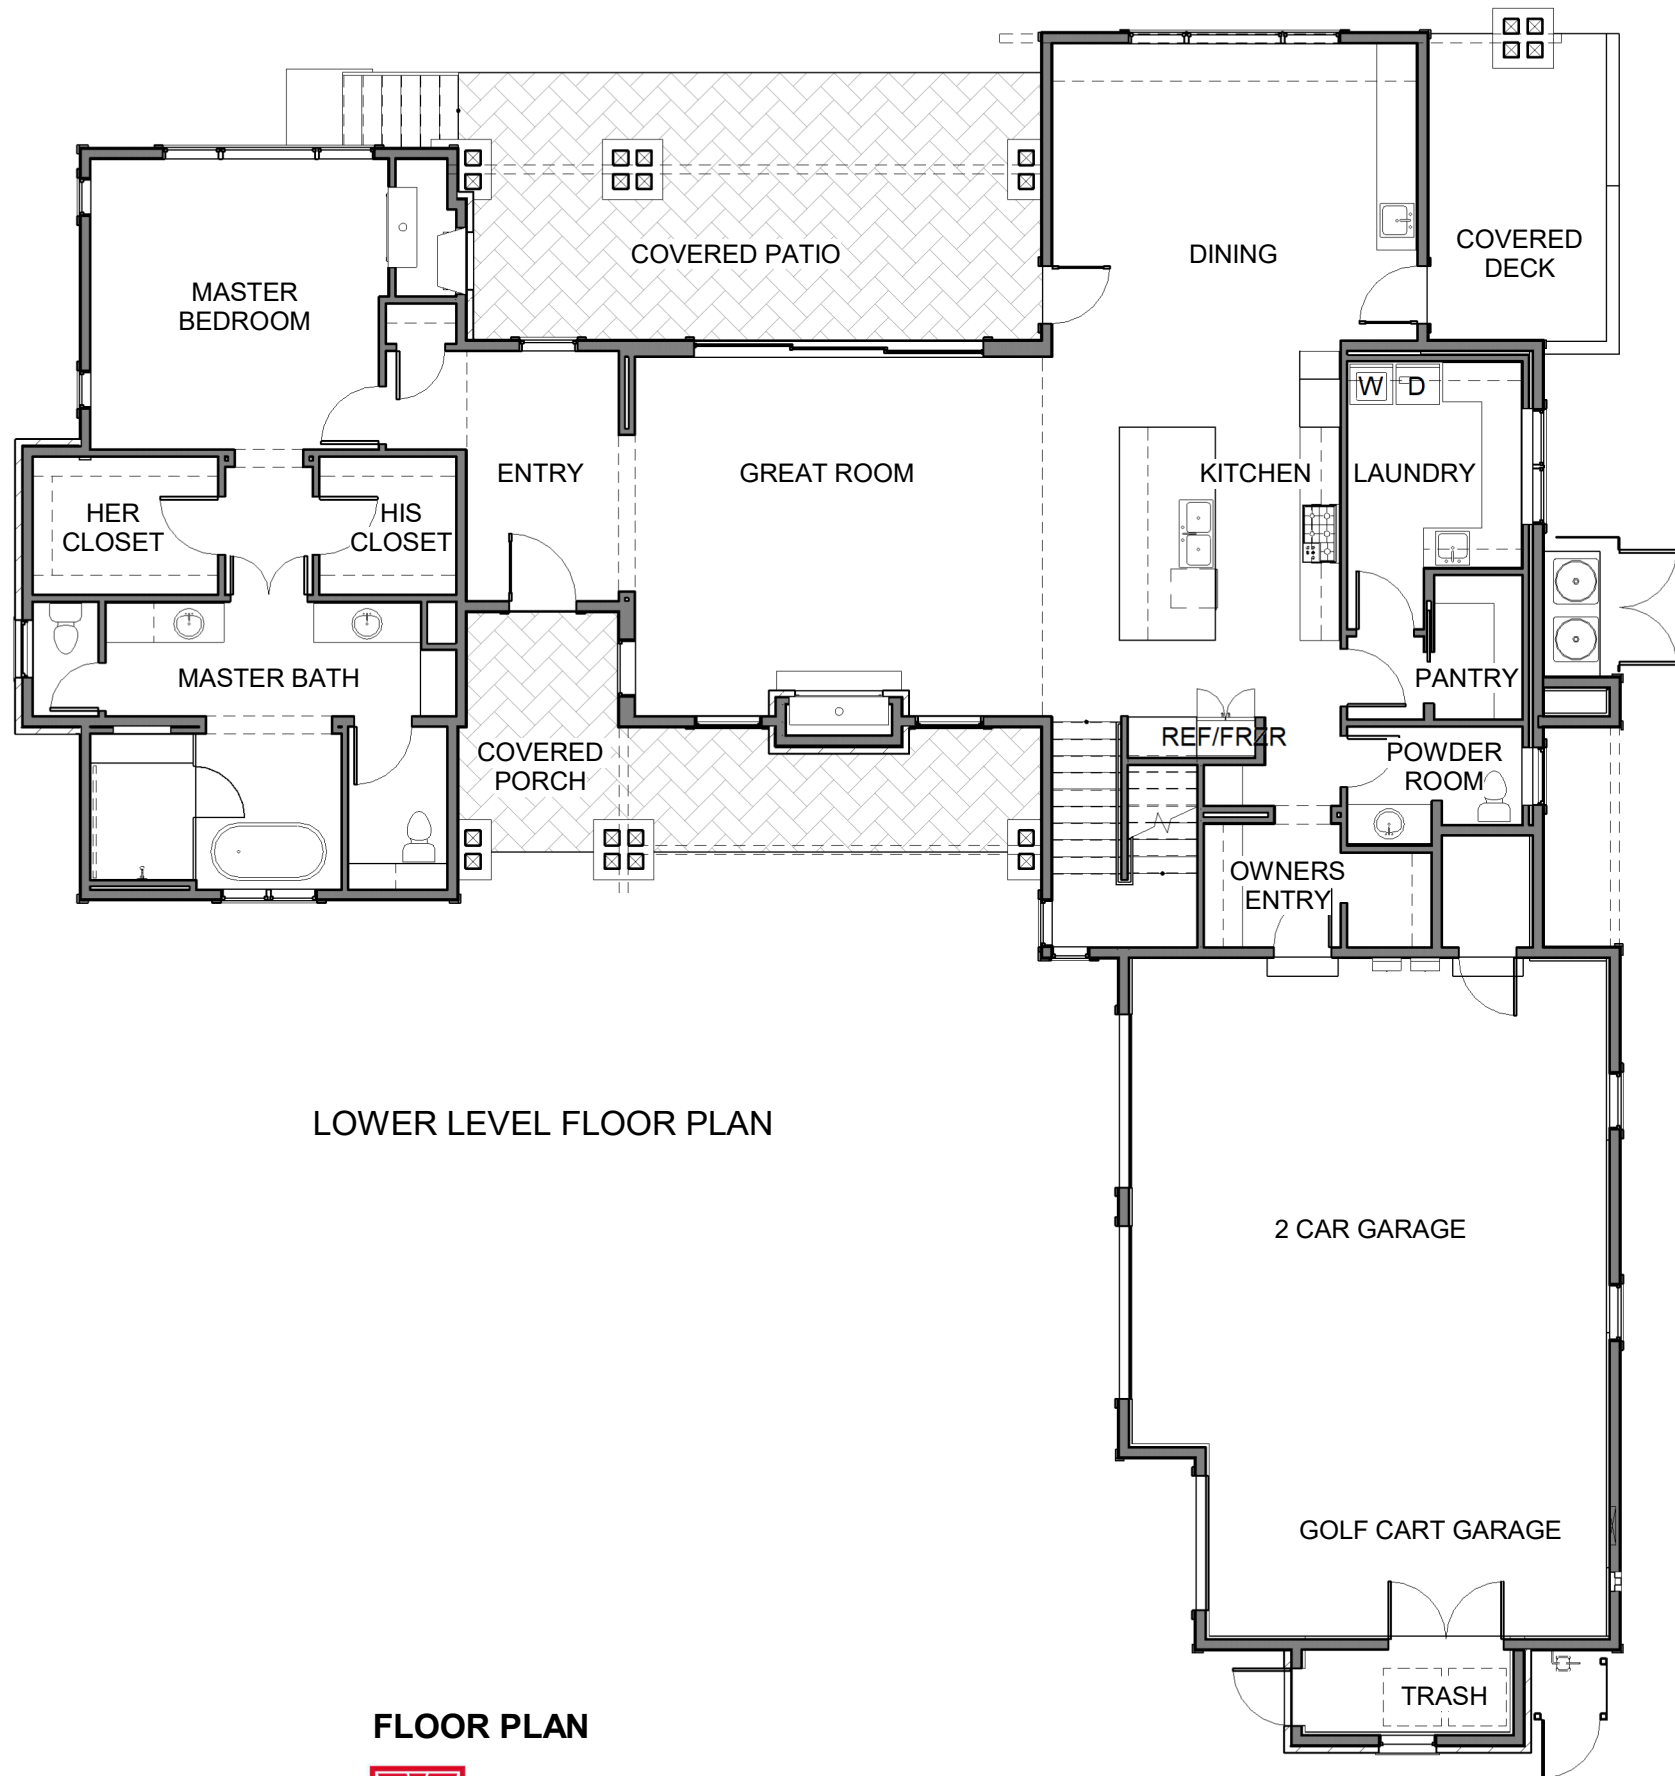 COVERED PATIO
DINING
COVERED
DECK
MASTER
BEDROOM
W
D
ENTRY
GREAT ROOM
KITCHEN
LAUNDRY
HER
CLOSET
HIS
CLOSET
MASTER BATH
PANTRY
COVERED
PORCH
REF/FRZR
POWDER
ROOM
OWNERS
ENTRY
LOWER LEVEL FLOOR PLAN
2 CAR GARAGE
GOLF CART GARAGE
TRASH
FLOOR PLAN